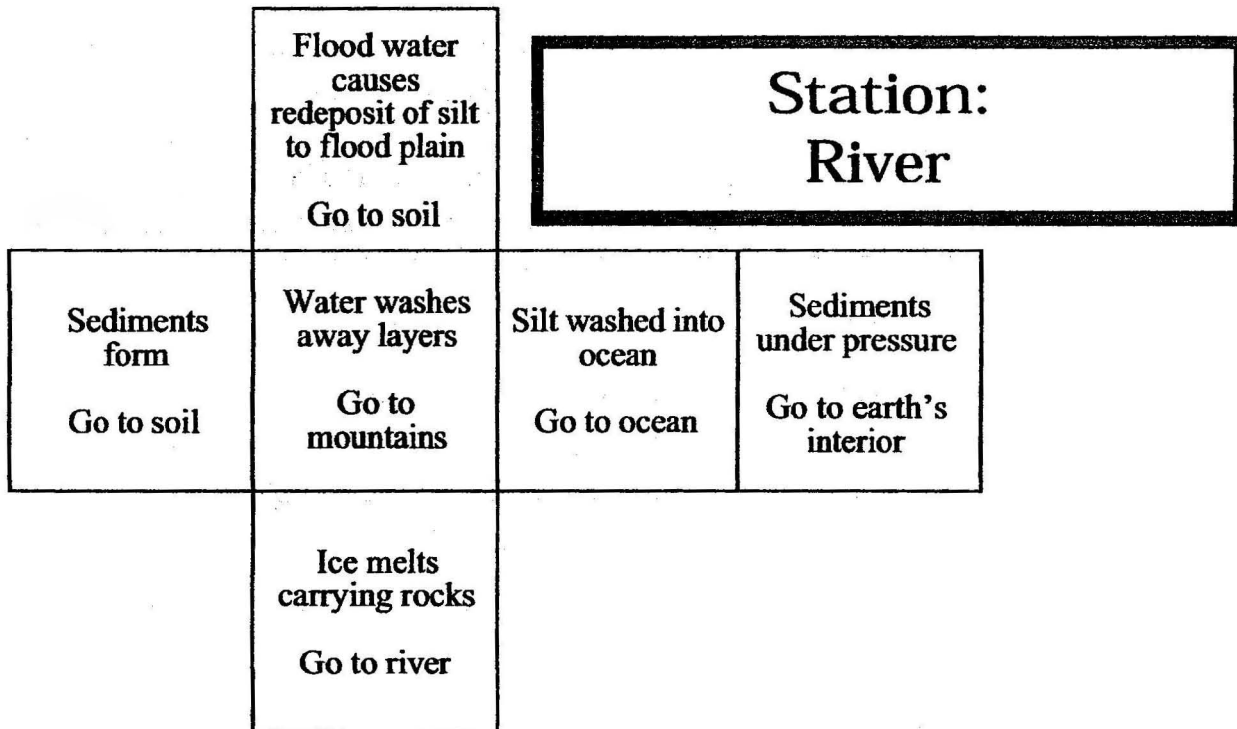 Flood water
causes
redeposit of silt
to flood plain
Go to soil
Station:
River
Sediments
form
Go to soil
Water washes
away layers
Go to
mountains
Silt washed into
ocean
Go to ocean
Sediments
under pressure
Go to earth's
interior
Ice melts
carrying rocks
Go to river